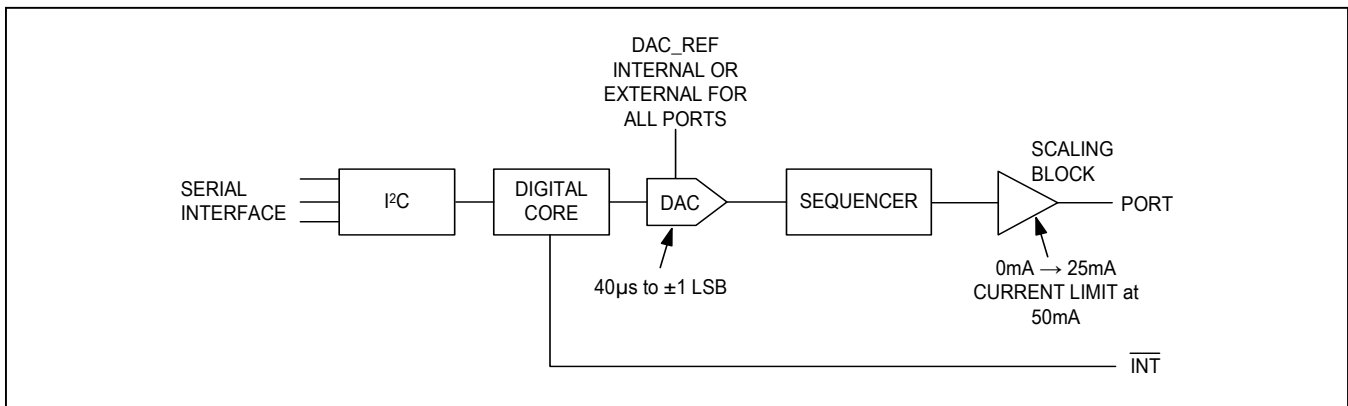 DAC_REF
INTERNAL OR
EXTERNAL FOR
ALL PORTS
SERIAL
INTERFACE
I²C
DIGITAL
CORE
DAC
SEQUENCER
SCALING
BLOCK
PORT
40µs to ±1 LSB
0mA → 25mA
CURRENT LIMIT at
50mA
INT